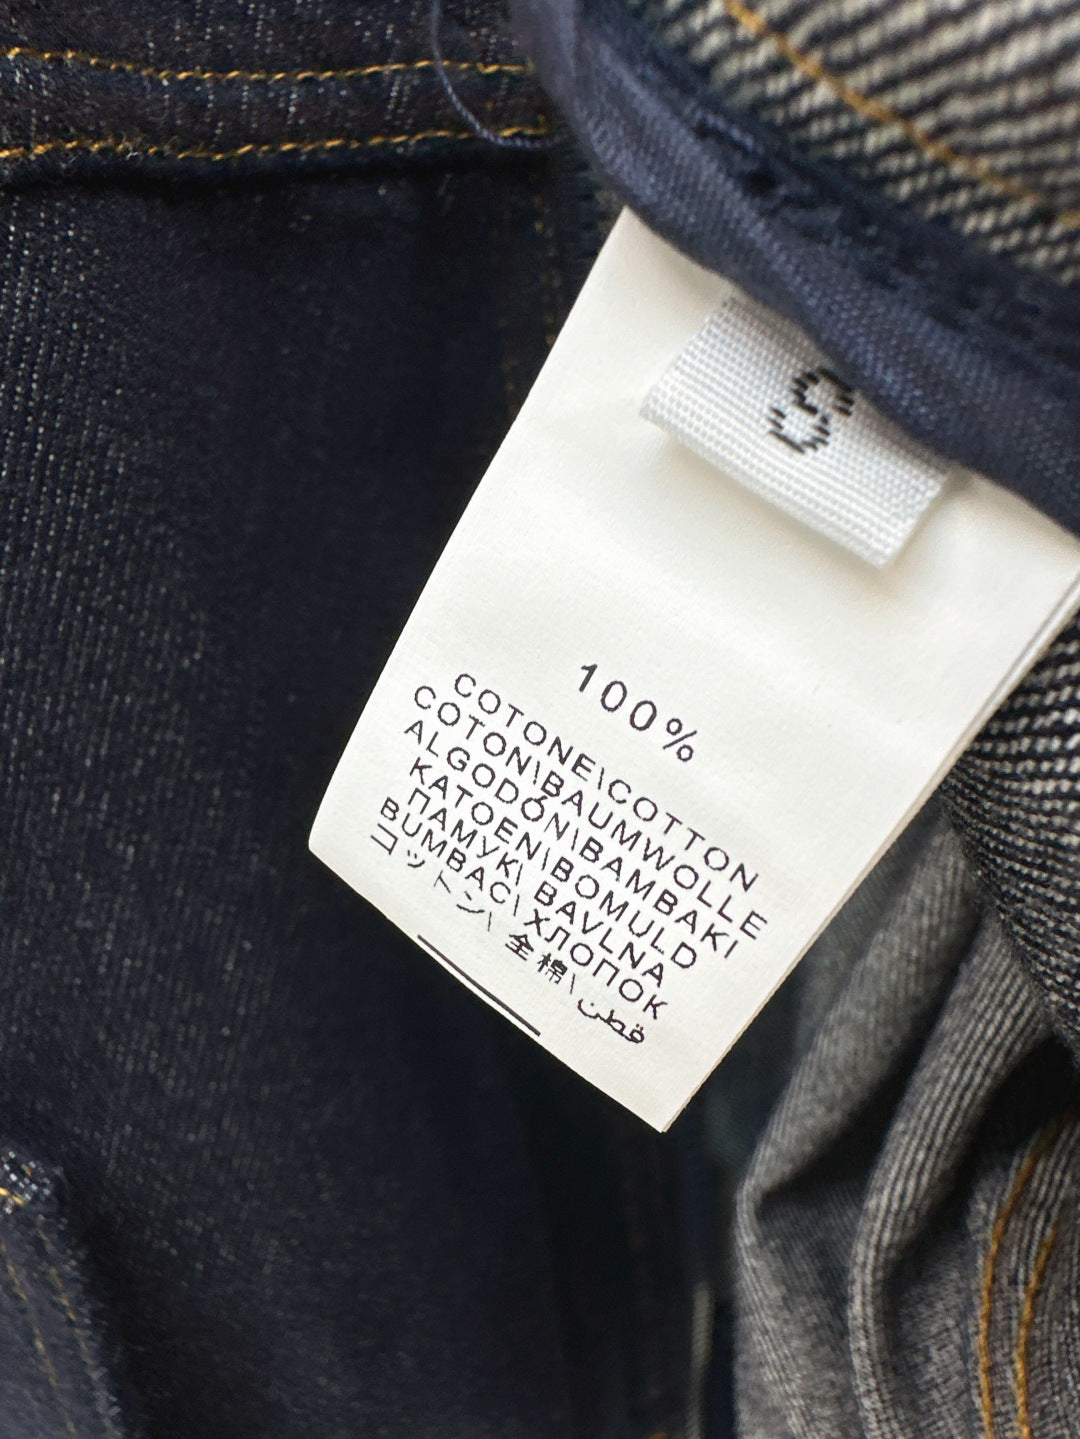 100%
COTONE\COTTON
COTON\BAUMWOLLE
ALGODÓN\BAMBAKI
KATOEN\BOMULD
ПАМУК\ BAVLNA
BUMBAC\ ХЛОПОК
コットン\ 全棉\ قطن